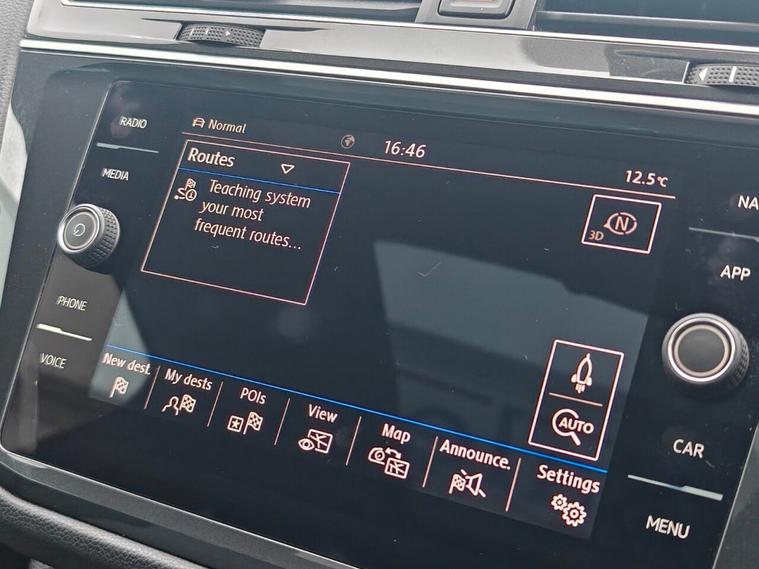 RADIO
MEDIA
PHONE
VOICE
Normal
16:46
12.5°C
Routes
Teaching system
your most
frequent routes...
N
3D
AUTO
New dest.
My dests
POIs
View
Map
Announce.
Settings
APP
CAR
MENU